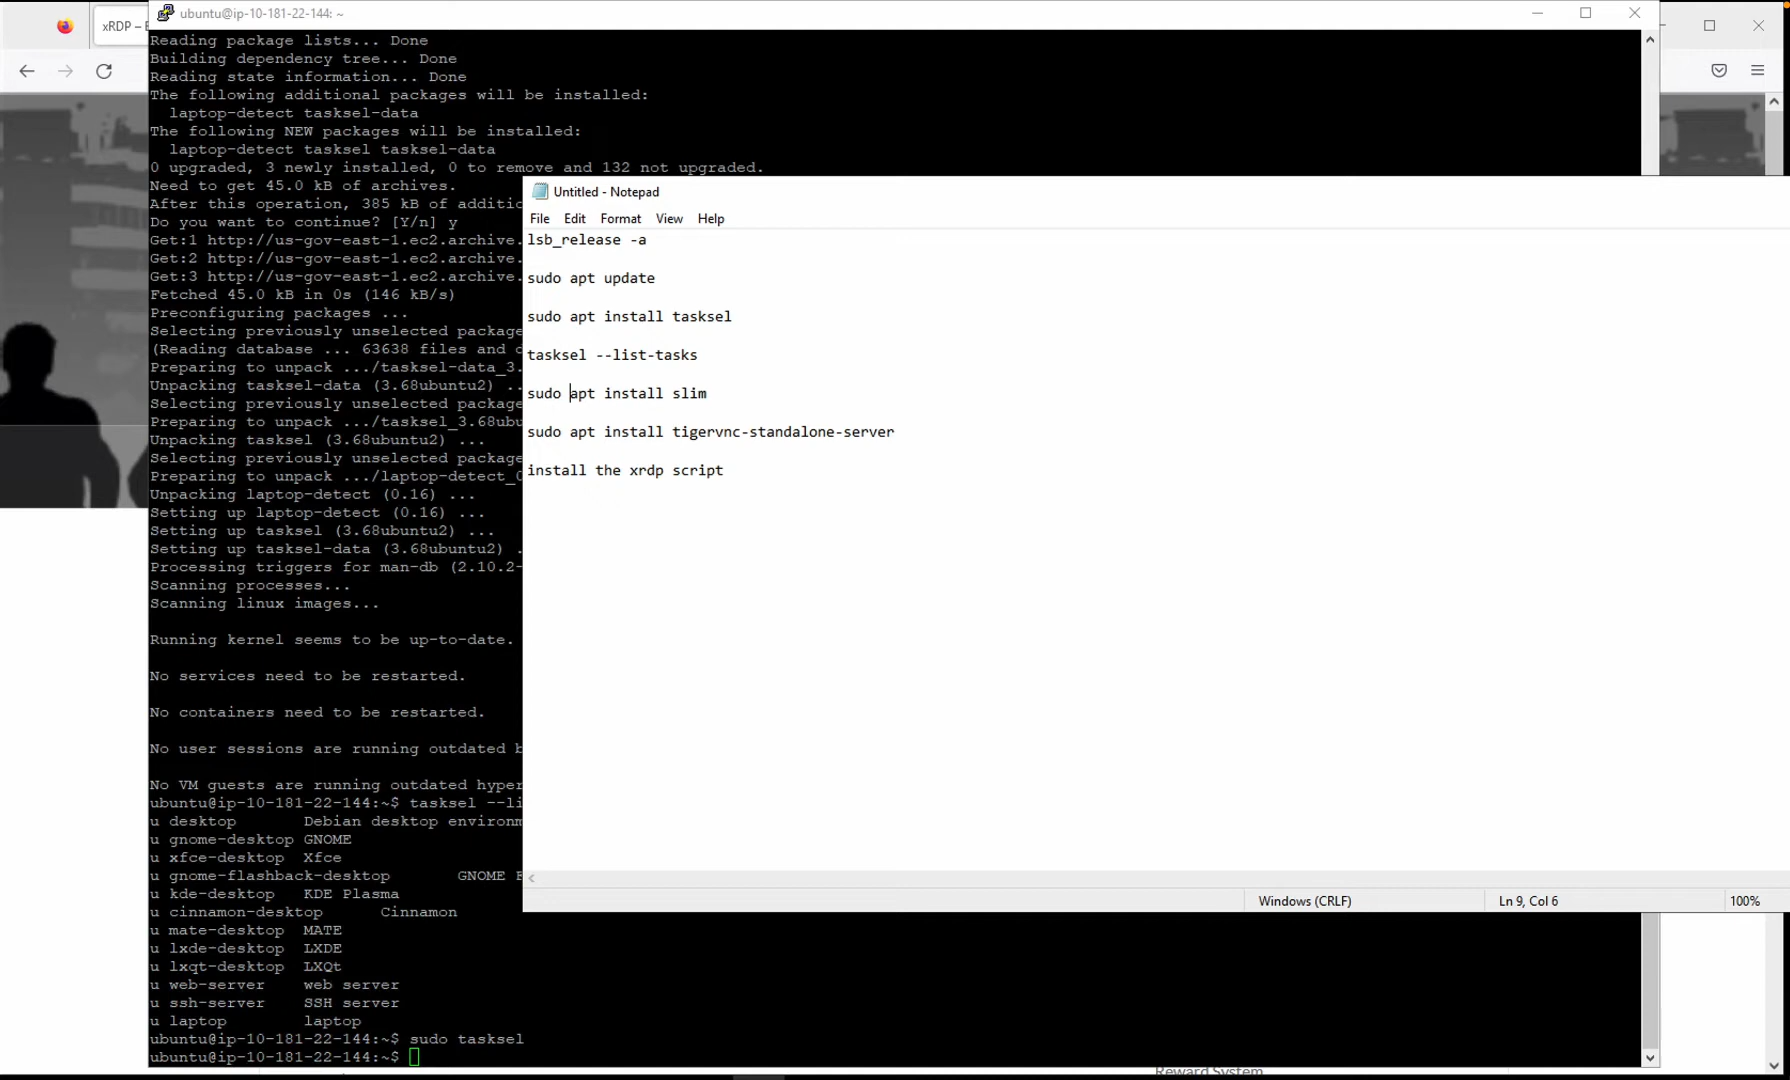 ubuntu@ip-10-181-22-144: ~
xRDP –
Reading package lists... Done
Building dependency tree... Done
Reading state information... Done
The following additional packages will be installed:
laptop-detect tasksel-data
The following NEW packages will be installed:
laptop-detect tasksel tasksel-data
0 upgraded, 3 newly installed, 0 to remove and 132 not upgraded.
Need to get 45.0 kB of archives.
After this operation, 385 kB of
Do you want to continue? [Y/n] y
Get:1 http://us-gov-east-1.ec2.archive.
Get:2 http://us-gov-east-1.ec2.archive.
Get:3 http://us-gov-east-1.ec2.archive.
Fetched 45.0 kB in 0s (146 kB/s)
Preconfiguring packages ...
Selecting previously unselected package
(Reading database ... 63638 files and
Preparing to unpack .../tasksel-data_3.
Unpacking tasksel-data (3.68ubuntu2) ..
Selecting previously unselected package
Preparing to unpack .../tasksel_3.68ubu
Unpacking tasksel (3.68ubuntu2) ...
Selecting previously unselected package
Preparing to unpack .../laptop-detect_0
Unpacking laptop-detect (0.16) ...
Setting up laptop-detect (0.16) ...
Setting up tasksel (3.68ubuntu2) ...
Setting up tasksel-data (3.68ubuntu2) .
Processing triggers for man-db (2.10.2-
Scanning processes...
Scanning linux images...
Running kernel seems to be up-to-date.
No services need to be restarted.
No containers need to be restarted.
No user sessions are running outdated
No VM guests are running outdated hyper
ubuntu@ip-10-181-22-144:~$ tasksel --li
u desktop Debian desktop environm
u gnome-desktop GNOME
u xfce-desktop Xfce
u gnome-flashback-desktop GNOME
u kde-desktop KDE Plasma
u cinnamon-desktop Cinnamon
u mate-desktop MATE
u lxde-desktop LXDE
u lxqt-desktop LXQt
u web-server web server
u ssh-server SSH server
u laptop laptop
ubuntu@ip-10-181-22-144:~$ sudo tasksel
ubuntu@ip-10-181-22-144:~$
Untitled - Notepad
File Edit Format View Help
lsb_release -a
sudo apt update
sudo apt install tasksel
tasksel --list-tasks
sudo apt install slim
sudo apt install tigervnc-standalone-server
install the xrdp script
Windows (CRLF) Ln 9, Col 6 100%
Reward System